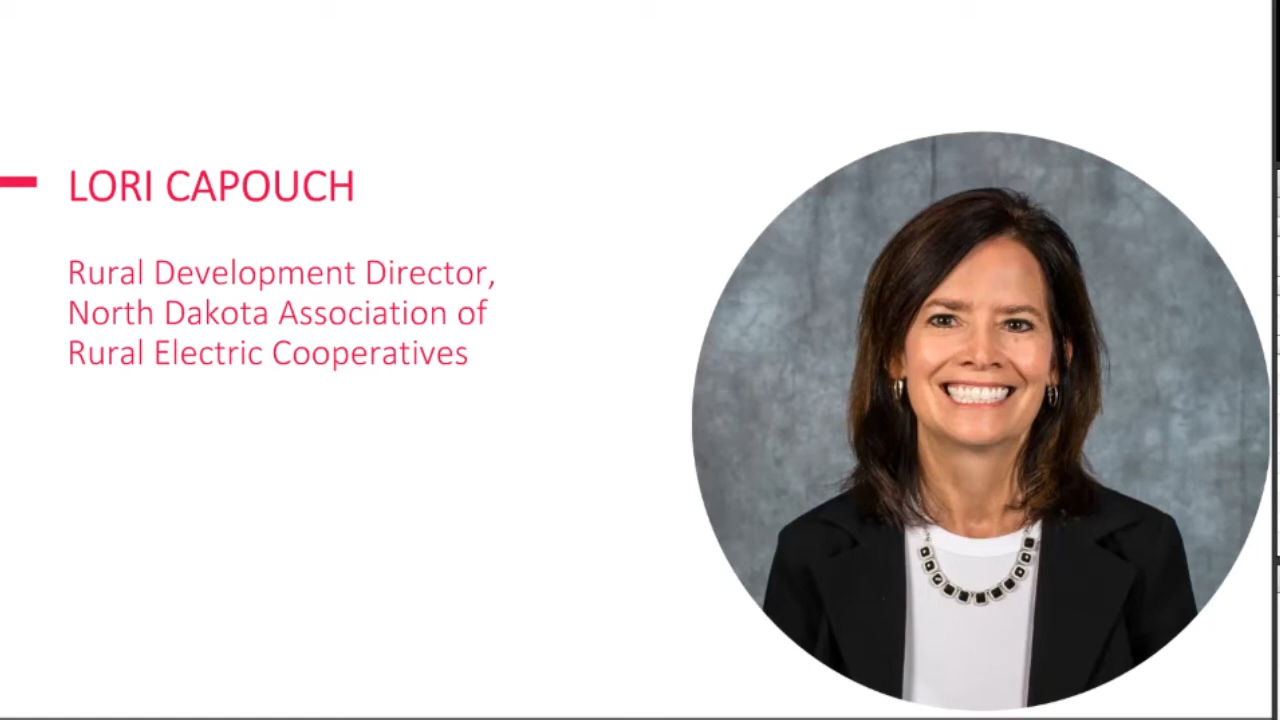 LORI CAPOUCH
Rural Development Director,
North Dakota Association of
Rural Electric Cooperatives